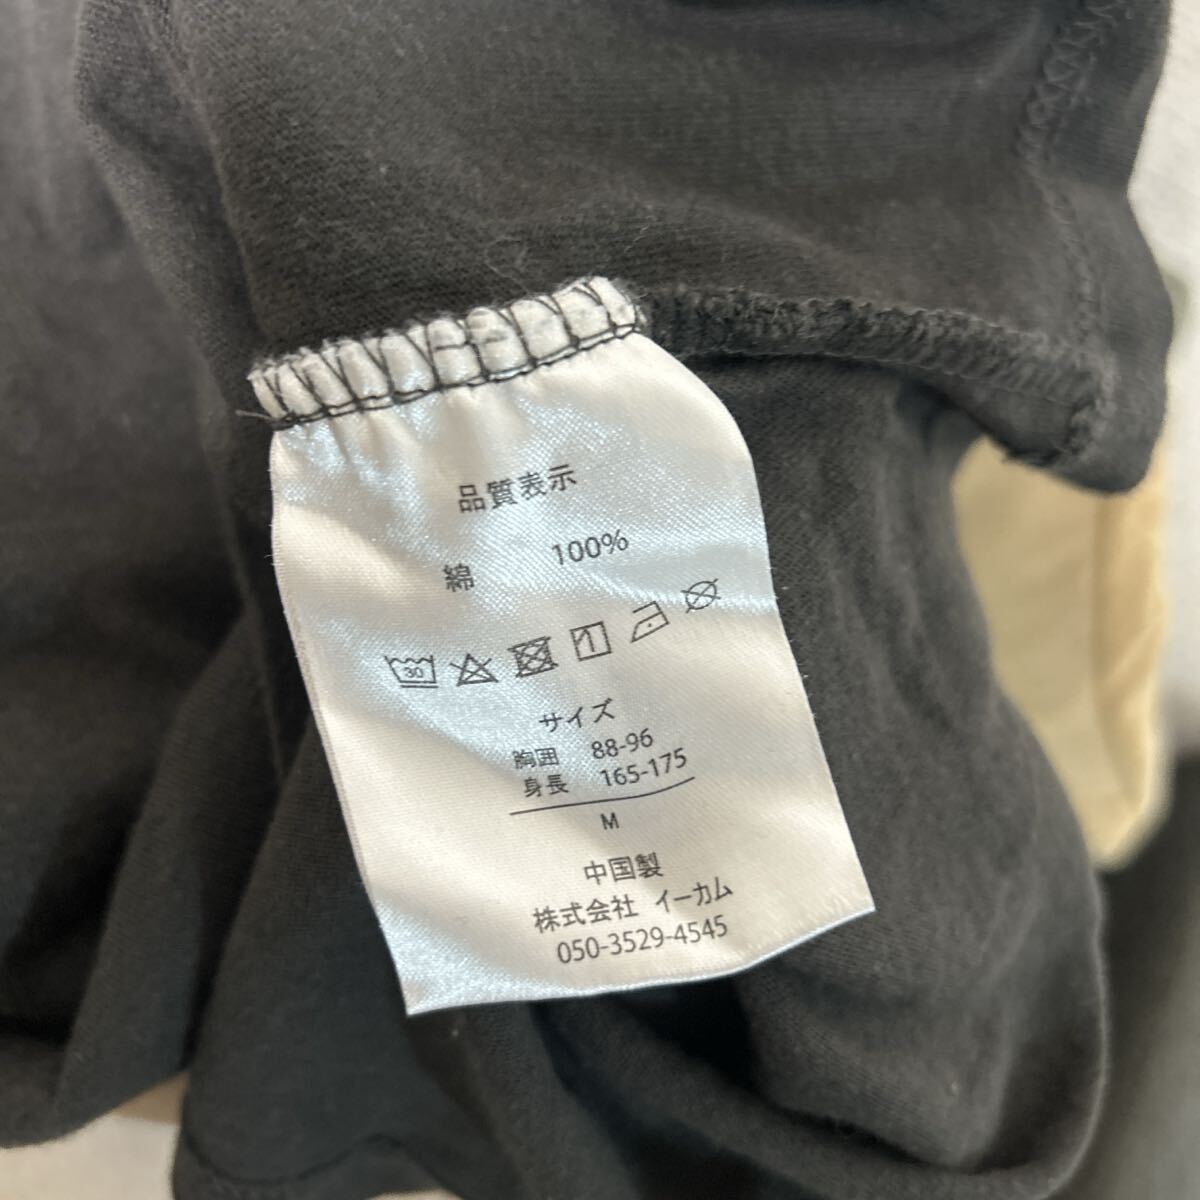 品質表示
綿 100%
30
サイズ
胸囲 88-96
身長 165-175
M
中国製
株式会社 イーカム
050-3529-4545